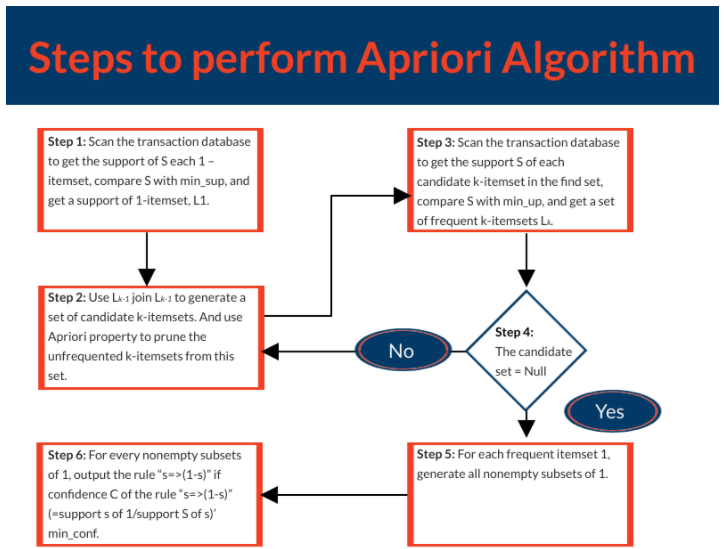 Steps to perform Apriori Algorithm
Step 1: Scan the transaction database
to get the support of S each 1 –
itemset, compare S with min_sup, and
get a support of 1-itemset, L1.
Step 2: Use Lk-1 join Lk-1 to generate a
set of candidate k-itemsets. And use
Apriori property to prune the
unfrequented k-itemsets from this
set.
Step 3: Scan the transaction database
to get the support S of each
candidate k-itemset in the find set,
compare S with min_up, and get a set
of frequent k-itemsets Lk.
Step 4:
The candidate
set = Null
No
Yes
Step 5: For each frequent itemset 1,
generate all nonempty subsets of 1.
Step 6: For every nonempty subsets
of 1, output the rule “s=>(1-s)” if
confidence C of the rule “s=>(1-s)”
(=support s of 1/support S of s)’
min_conf.